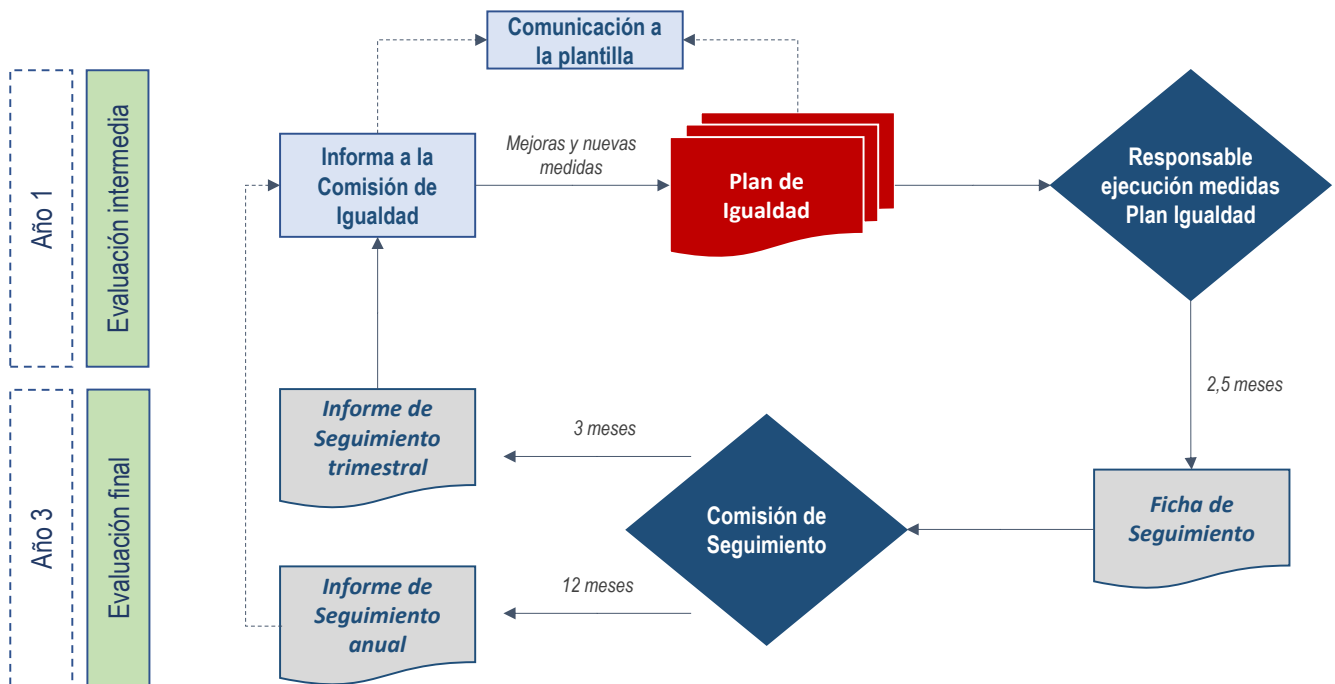 Comunicación a
la plantilla
Año 1
Evaluación intermedia
Informa a la
Comisión de
Igualdad
Mejoras y nuevas
medidas
Plan de
Igualdad
Responsable
ejecución medidas
Plan Igualdad
2,5 meses
Año 3
Evaluación final
Informe de
Seguimiento
trimestral
3 meses
Comisión de
Seguimiento
Ficha de
Seguimiento
12 meses
Informe de
Seguimiento
anual